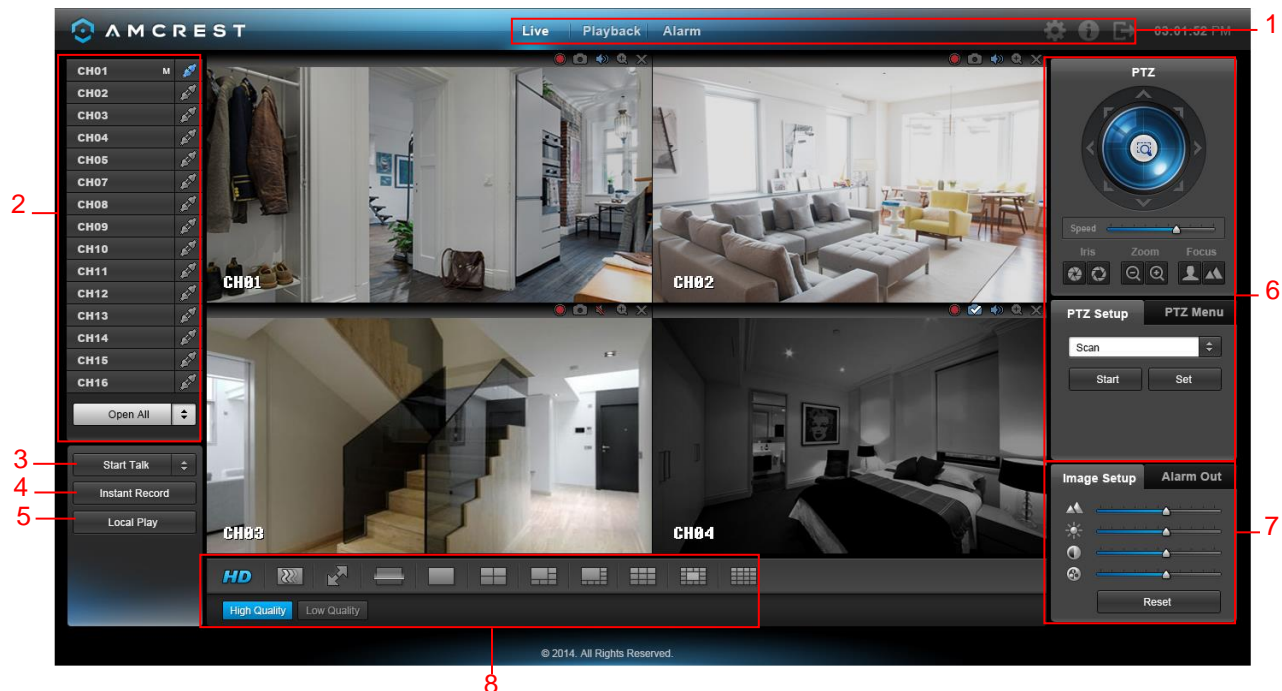 AMCREST
Live Playback Alarm
03:01:52 PM
1
CH01 M
CH02
CH03
CH04
CH05
CH07
CH08
CH09
CH10
CH11
CH12
CH13
CH14
CH15
CH16
Open All
2
Start Talk
3
Instant Record
4
Local Play
5
CH01
CH02
CH03
CH04
PTZ
Speed
Iris Zoom Focus
PTZ Setup PTZ Menu
Scan
Start Set
6
Image Setup Alarm Out
Reset
7
HD
High Quality Low Quality
8
© 2014. All Rights Reserved.